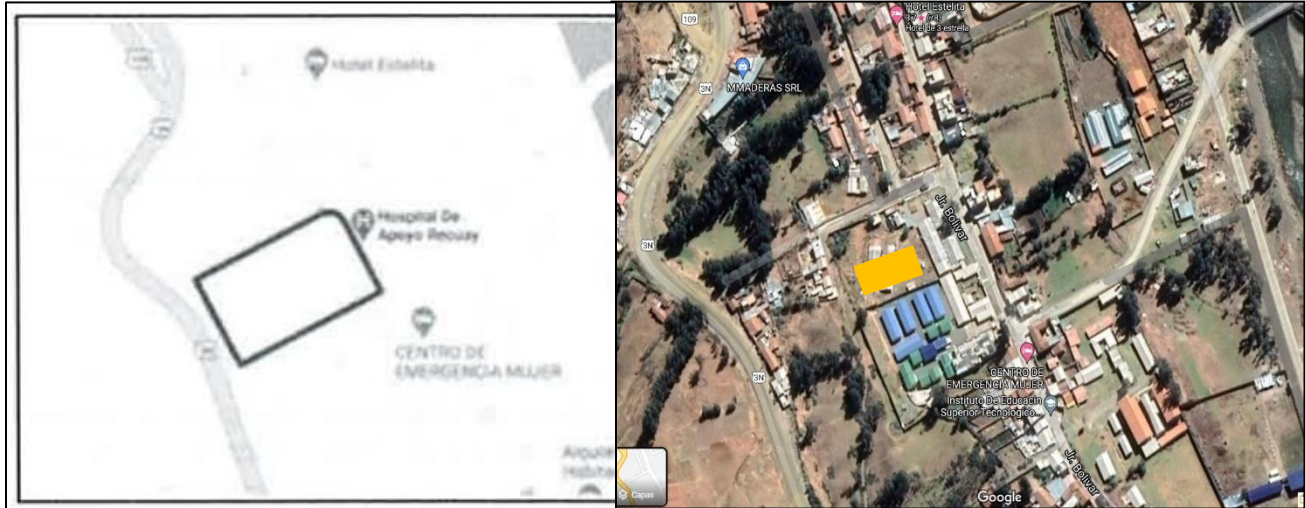 Hotel Estelita
Hospital De
Apoyo Recuay
CENTRO DE
EMERGENCIA MUJER
Hotel Estelita
Hotel de 3 estrella
109
MMADERAS SRL
3N
3N
3N
Jr. Bolivar
CENTRO DE
EMERGENCIA MUJER
Instituto De Educacin
Superior Tecnologico...
Jr. Bolivar
Capas
Google